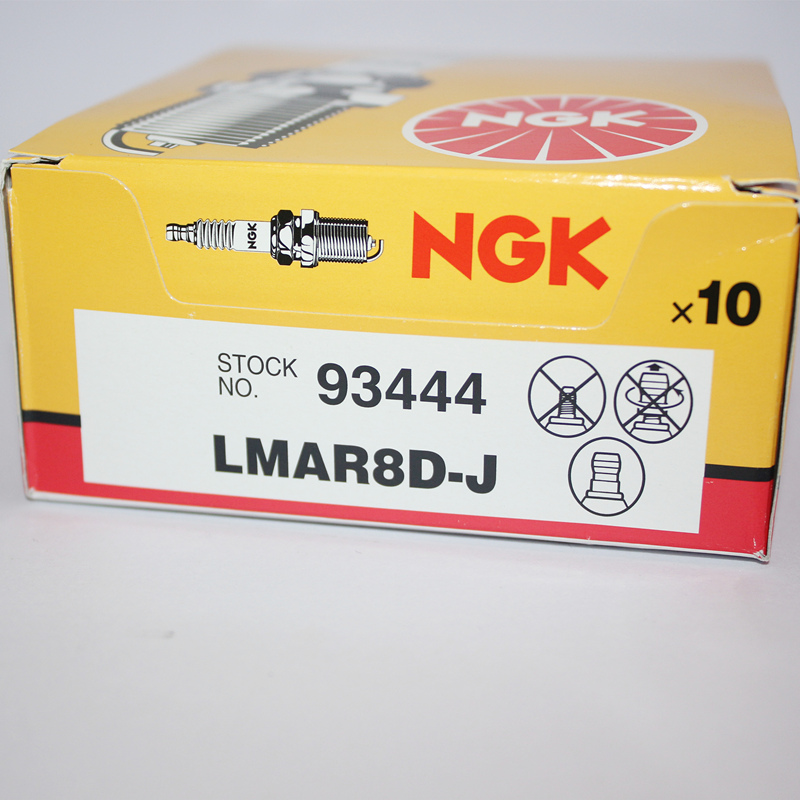 NGK
NGK
NGK
×10
STOCK
NO. 93444
LMAR8D-J